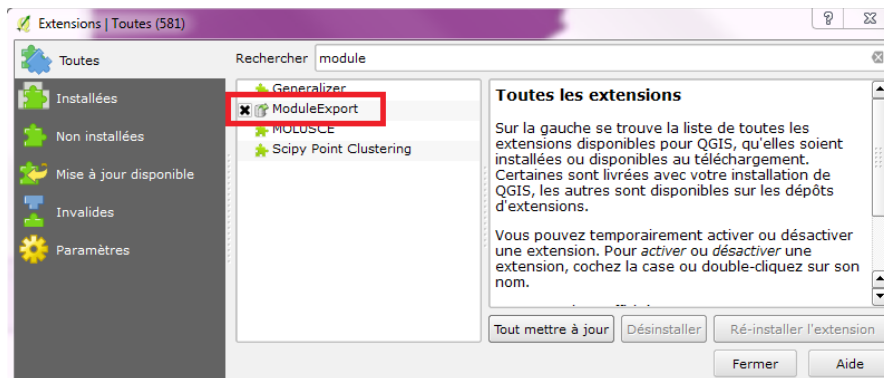 Extensions | Toutes (581)
Toutes
Installées
Non installées
Mise à jour disponible
Invalides
Paramètres
Rechercher module
Generalizer
ModuleExport
MOLUSCE
Scipy Point Clustering
Toutes les extensions
Sur la gauche se trouve la liste de toutes les
extensions disponibles pour QGIS, qu'elles soient
installées ou disponibles au téléchargement.
Certaines sont livrées avec votre installation de
QGIS, les autres sont disponibles sur les dépôts
d'extensions.
Vous pouvez temporairement activer ou désactiver
une extension. Pour activer ou désactiver une
extension, cochez la case ou double-cliquez sur son
nom.
Tout mettre à jour
Désinstaller
Ré-installer l'extension
Fermer
Aide